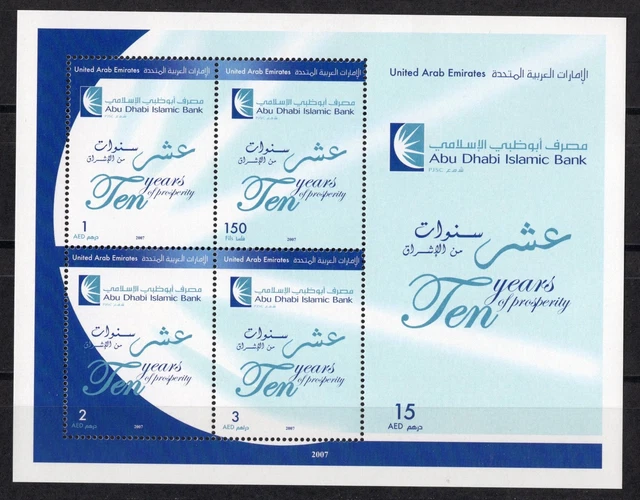 United Arab Emirates الإمارات العربية المتحدة
مصرف أبوظبي الإسلامي
Abu Dhabi Islamic Bank
PJSC ش.م.ع
عشر سنوات
من الإشراق
Ten years
of prosperity
1
AED درهم
2007
United Arab Emirates الإمارات العربية المتحدة
مصرف أبوظبي الإسلامي
Abu Dhabi Islamic Bank
PJSC ش.م.ع
عشر سنوات
من الإشراق
Ten years
of prosperity
150
Fils فلساً
2007
United Arab Emirates الإمارات العربية المتحدة
مصرف أبوظبي الإسلامي
Abu Dhabi Islamic Bank
PJSC ش.م.ع
عشر سنوات
من الإشراق
Ten years
of prosperity
2
AED درهم
2007
United Arab Emirates الإمارات العربية المتحدة
مصرف أبوظبي الإسلامي
Abu Dhabi Islamic Bank
PJSC ش.م.ع
عشر سنوات
من الإشراق
Ten years
of prosperity
3
AED دراهم
2007
United Arab Emirates الإمارات العربية المتحدة
مصرف أبوظبي الإسلامي
Abu Dhabi Islamic Bank
PJSC ش.م.ع
عشر سنوات
من الإشراق
Ten years
of prosperity
15
AED درهم
2007